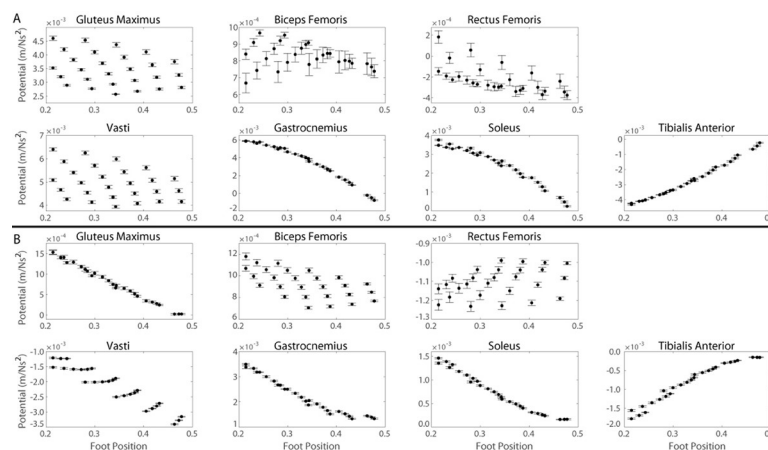 A
Gluteus Maximus
Biceps Femoris
Rectus Femoris
×10⁻³
×10⁻⁴
×10⁻⁴
Potential (m/Ns²)
4.5
4.0
3.5
3.0
2.5
10
9
8
7
6
2
0
-2
-4
0.2 0.3 0.4 0.5
0.2 0.3 0.4 0.5
0.2 0.3 0.4 0.5
Vasti
Gastrocnemius
Soleus
Tibialis Anterior
×10⁻³
×10⁻³
×10⁻³
×10⁻³
Potential (m/Ns²)
7
6
5
4
6
4
2
0
-2
4
3
2
1
0
0
-1
-2
-3
-4
0.2 0.3 0.4 0.5
0.2 0.3 0.4 0.5
0.2 0.3 0.4 0.5
0.2 0.3 0.4
B
Gluteus Maximus
Biceps Femoris
Rectus Femoris
×10⁻⁴
×10⁻⁴
×10⁻³
Potential (m/Ns²)
15
10
5
0
12
10
8
6
-0.9
-1.0
-1.1
-1.2
-1.3
0.2 0.3 0.4 0.5
0.2 0.3 0.4 0.5
0.2 0.3 0.4 0.5
Vasti
Gastrocnemius
Soleus
Tibialis Anterior
×10⁻³
×10⁻³
×10⁻³
×10⁻³
Potential (m/Ns²)
-1.0
-1.5
-2.0
-2.5
-3.0
-3.5
4
3
2
1
1.5
1.0
0.5
0
-0.0
-0.5
-1.0
-1.5
-2.0
0.2 0.3 0.4 0.5
0.2 0.3 0.4 0.5
0.2 0.3 0.4 0.5
0.2 0.3 0.4
Foot Position
Foot Position
Foot Position
Foot Position